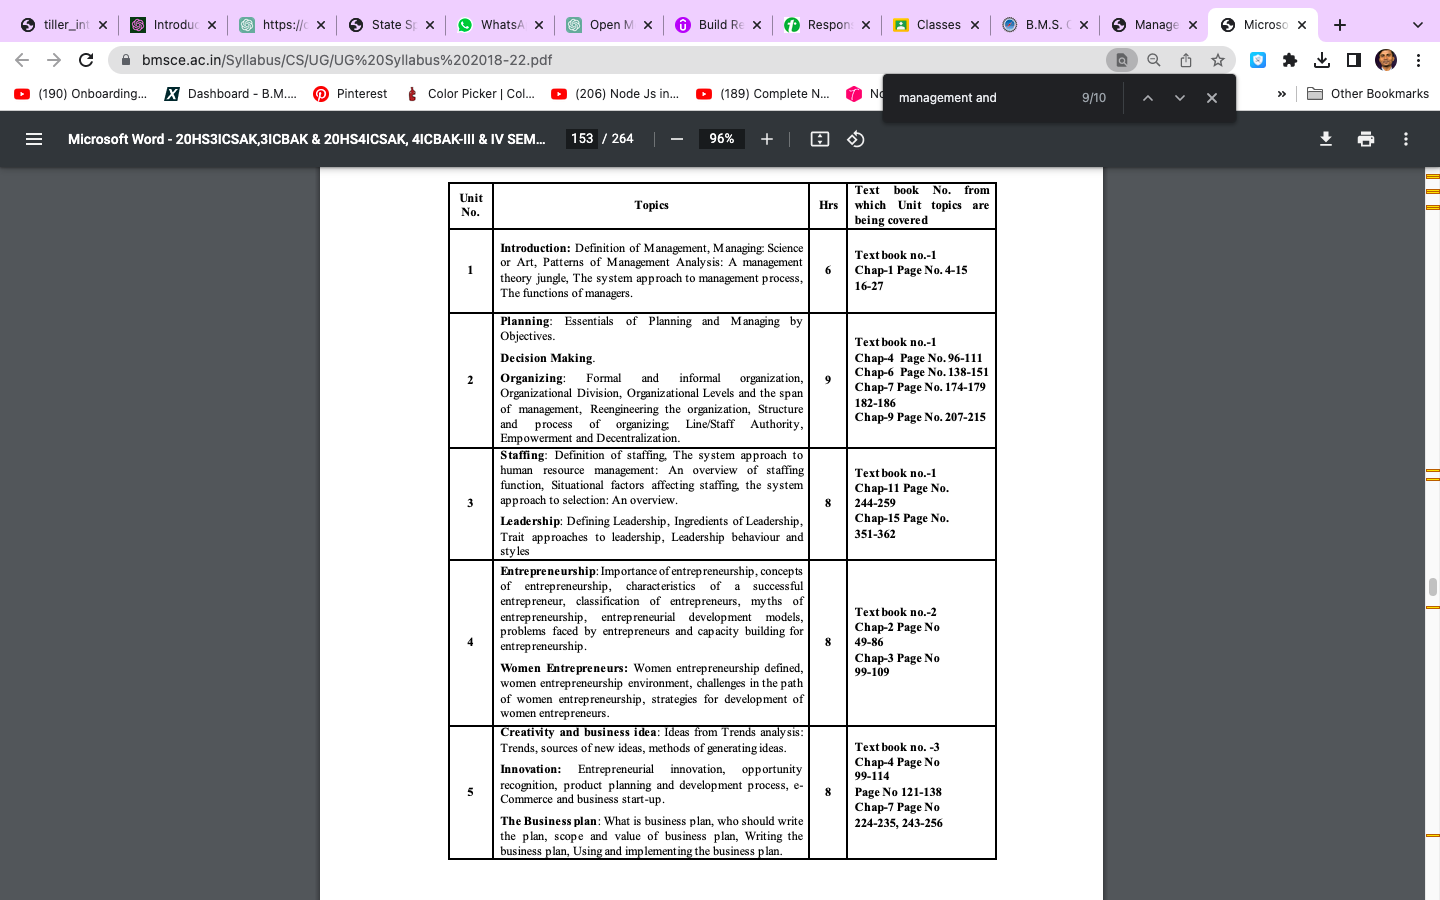 tiller_int
Introduc
https://c
State Sp
WhatsA
Open M
Build Re
Respon
Classes
B.M.S. C
Manage
Microso
bmsce.ac.in/Syllabus/CS/UG/UG%20Syllabus%202018-22.pdf
(190) Onboarding...
Dashboard - B.M....
Pinterest
Color Picker | Col...
(206) Node Js in...
(189) Complete N...
No
»
Other Bookmarks
management and
9/10
Microsoft Word - 20HS3ICSAK,3ICBAK & 20HS4ICSAK, 4ICBAK-III & IV SEM...
153 / 264
96%
Unit
No.
Topics
Hrs
Text book No. from
which Unit topics are
being covered
1
Introduction: Definition of Management, Managing: Science
or Art, Patterns of Management Analysis: A management
theory jungle, The system approach to management process,
The functions of managers.
6
Text book no.-1
Chap-1 Page No. 4-15
16-27
2
Planning: Essentials of Planning and Managing by
Objectives.
Decision Making.
Organizing: Formal and informal organization,
Organizational Division, Organizational Levels and the span
of management, Reengineering the organization, Structure
and process of organizing; Line/Staff Authority,
Empowerment and Decentralization.
9
Text book no.-1
Chap-4 Page No. 96-111
Chap-6 Page No. 138-151
Chap-7 Page No. 174-179
182-186
Chap-9 Page No. 207-215
3
Staffing: Definition of staffing, The system approach to
human resource management: An overview of staffing
function, Situational factors affecting staffing, the system
approach to selection: An overview.
Leadership: Defining Leadership, Ingredients of Leadership,
Trait approaches to leadership, Leadership behaviour and
styles
8
Text book no.-1
Chap-11 Page No.
244-259
Chap-15 Page No.
351-362
4
Entrepreneurship: Importance of entrepreneurship, concepts
of entrepreneurship, characteristics of a successful
entrepreneur, classification of entrepreneurs, myths of
entrepreneurship, entrepreneurial development models,
problems faced by entrepreneurs and capacity building for
entrepreneurship.
Women Entrepreneurs: Women entrepreneurship defined,
women entrepreneurship environment, challenges in the path
of women entrepreneurship, strategies for development of
women entrepreneurs.
8
Text book no.-2
Chap-2 Page No
49-86
Chap-3 Page No
99-109
5
Creativity and business idea: Ideas from Trends analysis:
Trends, sources of new ideas, methods of generating ideas.
Innovation: Entrepreneurial innovation, opportunity
recognition, product planning and development process, e-
Commerce and business start-up.
The Business plan: What is business plan, who should write
the plan, scope and value of business plan, Writing the
business plan, Using and implementing the business plan.
8
Text book no. -3
Chap-4 Page No
99-114
Page No 121-138
Chap-7 Page No
224-235, 243-256